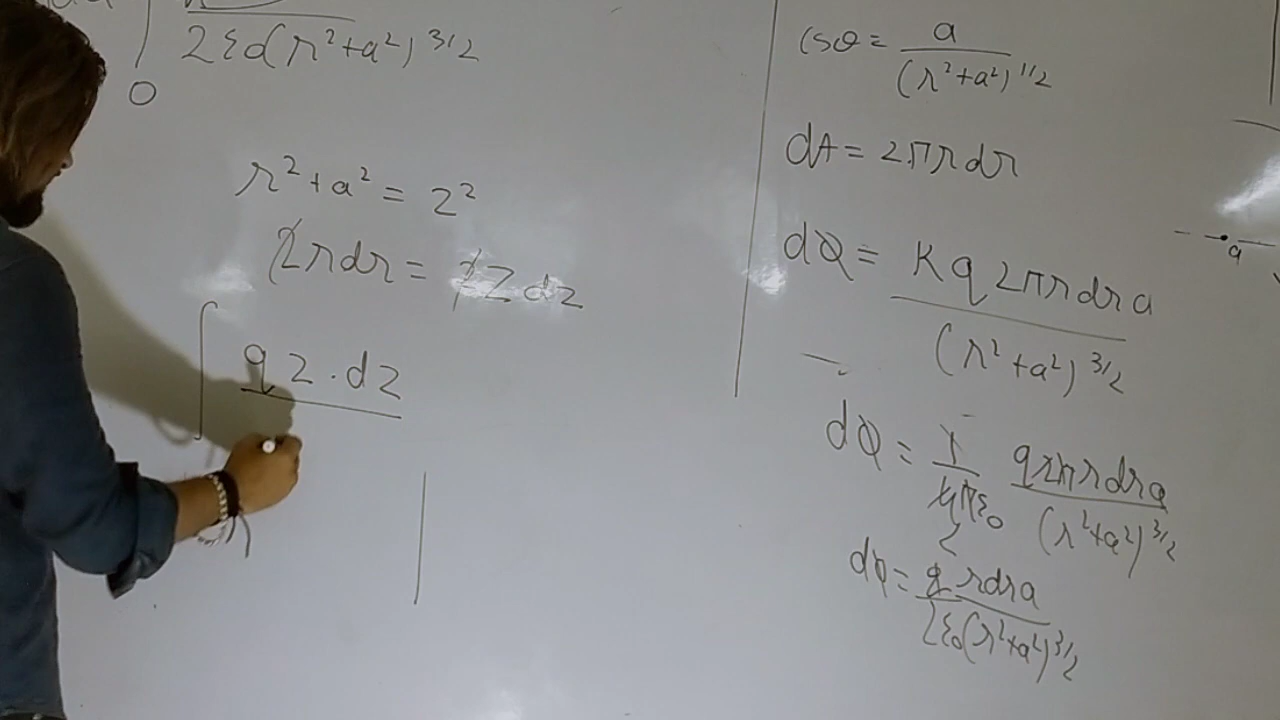 2ε₀(r²+a²)^3/2
0
r²+a² = z²
2rdr = 2zdz
∫ qz·dz
Cosθ = a/(r²+a²)^1/2
dA = 2πrdr
dϕ = Kq2πrdra/(r²+a²)^3/2
a
dϕ = 1/4πε₀ q2πrdra/(r²+a²)^3/2
2
dϕ = q rdra/2ε₀(r²+a²)^3/2